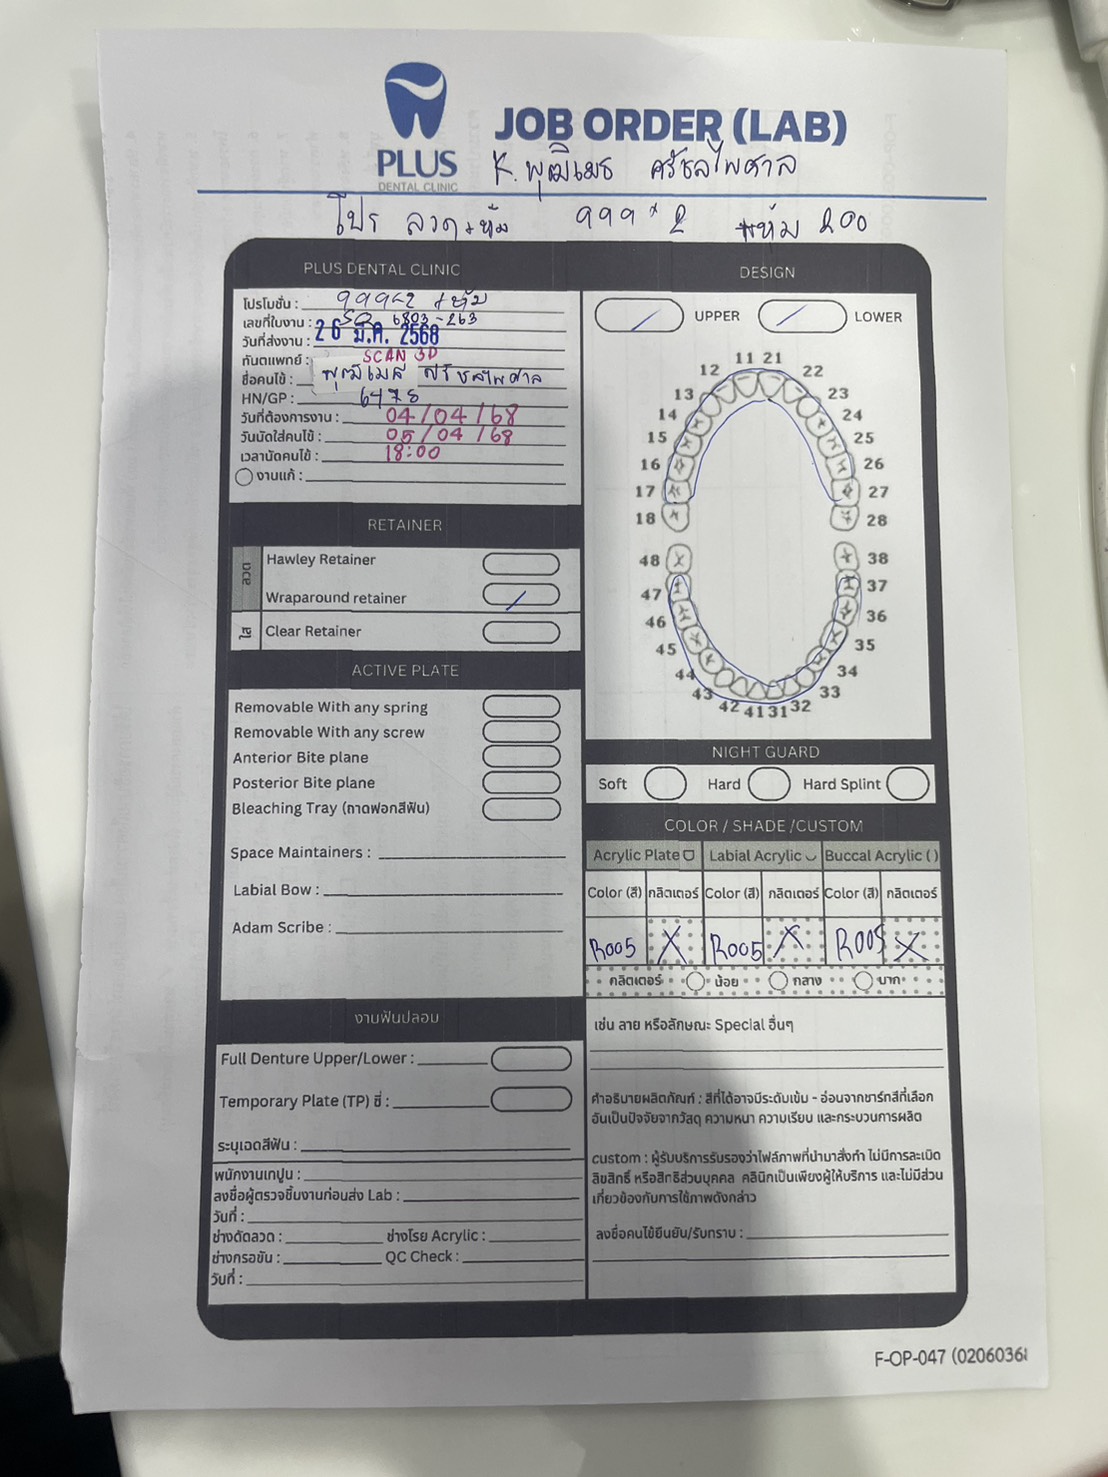 PLUS
DENTAL CLINIC
JOB ORDER (LAB)
K. พุฒิเมธ ศรัชลไพศาล
โปร ลวด+หุ้ม 999 x 2 หุ้ม 200
PLUS DENTAL CLINIC
โปรโมชั่น : 999x2 +หุ้ม
เลขที่ใบงาน : 6803-263
วันที่ส่งงาน : 26 มี.ค. 2568
ทันตแพทย์ : SCAN 3D
ชื่อคนไข้ : พุฒิเมธ ศรัชลไพศาล
HN/GP : 6478
วันที่ต้องการงาน : 04/04/68
วันนัดใส่คนไข้ : 05/04/68
เวลานัดคนไข้ : 18:00
งานแก้ :
RETAINER
ลวด
Hawley Retainer
Wraparound retainer
ใส
Clear Retainer
ACTIVE PLATE
Removable With any spring
Removable With any screw
Anterior Bite plane
Posterior Bite plane
Bleaching Tray (ถาดฟอกสีฟัน)
Space Maintainers :
Labial Bow :
Adam Scribe :
งานฟันปลอม
Full Denture Upper/Lower :
Temporary Plate (TP) ซี่ :
ระบุเฉดสีฟัน :
พนักงานเทปูน :
ลงชื่อผู้ตรวจชิ้นงานก่อนส่ง Lab :
วันที่ :
ช่างดัดลวด : ช่างโรย Acrylic :
ช่างกรอขัด : QC Check :
วันที่ :
DESIGN
UPPER LOWER
11 21
12 22
13 23
14 24
15 25
16 26
17 27
18 28
48 38
47 37
46 36
45 35
44 34
43 33
42 41 31 32
NIGHT GUARD
Soft Hard Hard Splint
COLOR / SHADE /CUSTOM
Acrylic Plate Labial Acrylic Buccal Acrylic ( )
Color (สี) กลิตเตอร์ Color (สี) กลิตเตอร์ Color (สี) กลิตเตอร์
R005 X R005 X R005 X
กลิตเตอร์ น้อย กลาง มาก
เช่น ลาย หรือลักษณะ Special อื่นๆ
คำอธิบายผลิตภัณฑ์ : สีที่ได้อาจมีระดับเข้ม - อ่อนจากชาร์ทสีที่เลือก
อันเป็นปัจจัยจากวัสดุ ความหนา ความเรียบ และกระบวนการผลิต
custom : ผู้รับบริการรับรองว่าไฟล์ภาพที่นำมาสั่งทำ ไม่มีการละเมิด
ลิขสิทธิ์ หรือสิทธิส่วนบุคคล คลินิกเป็นเพียงผู้ให้บริการ และไม่มีส่วน
เกี่ยวข้องกับการใช้ภาพดังกล่าว
ลงชื่อคนไข้ยืนยัน/รับทราบ :
F-OP-047